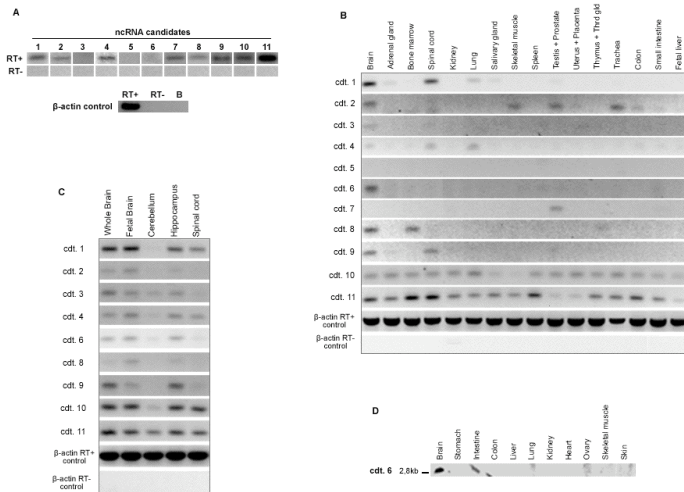 A
ncRNA candidates
1 2 3 4 5 6 7 8 9 10 11
RT+
RT-
RT+ RT- B
β-actin control
B
Brain
Adrenal gland
Bone marrow
Spinal cord
Kidney
Lung
Salivary gland
Skeletal muscle
Spleen
Testis + Prostate
Uterus + Placenta
Thymus + Thrd gld
Trachea
Colon
Small intestine
Fetal liver
cdt. 1
cdt. 2
cdt. 3
cdt. 4
cdt. 5
cdt. 6
cdt. 7
cdt. 8
cdt. 9
cdt. 10
cdt. 11
β-actin RT+
control
β-actin RT-
control
C
Whole Brain
Fetal Brain
Cerebellum
Hippocampus
Spinal cord
cdt. 1
cdt. 2
cdt. 3
cdt. 4
cdt. 6
cdt. 8
cdt. 9
cdt. 10
cdt. 11
β-actin RT+
control
β-actin RT-
control
D
Brain
Stomach
Intestine
Colon
Liver
Lung
Kidney
Heart
Ovary
Skeletal muscle
Skin
cdt. 6 2,8kb